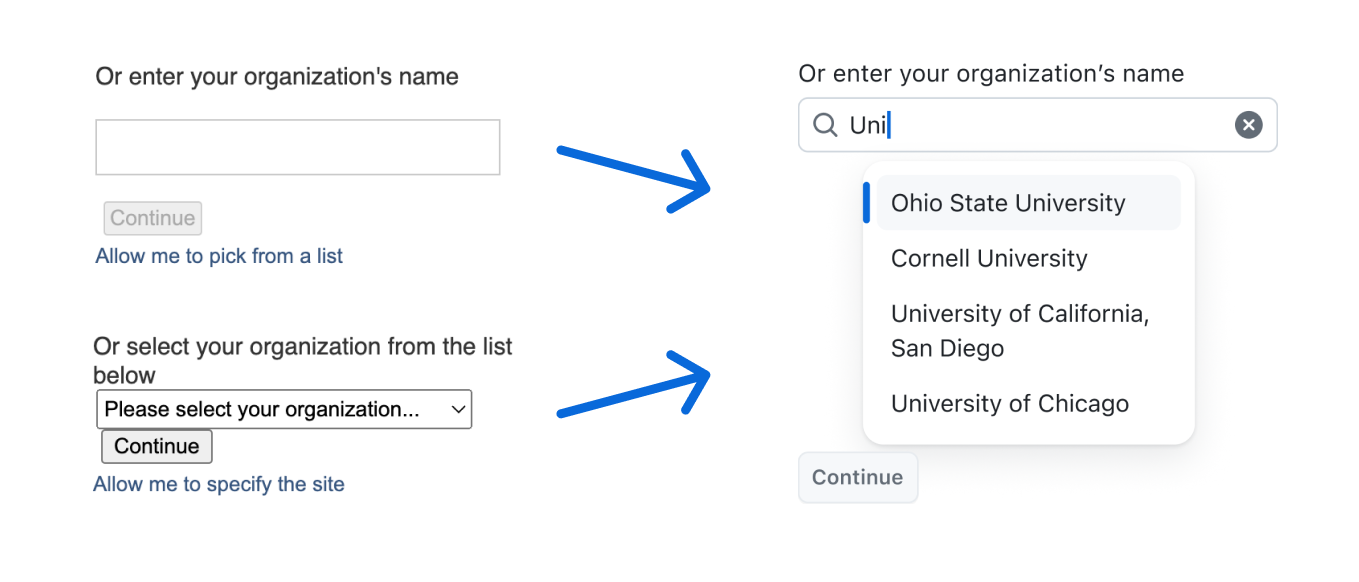 Or enter your organization's name
Continue
Allow me to pick from a list
Or select your organization from the list
below
Please select your organization...
Continue
Allow me to specify the site
Or enter your organization’s name
Uni
Ohio State University
Cornell University
University of California,
San Diego
University of Chicago
Continue